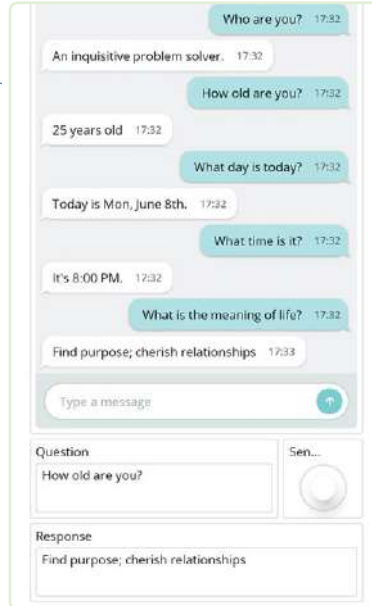 Who are you? 17:32
An inquisitive problem solver. 17:32
How old are you? 17:32
25 years old 17:32
What day is today? 17:32
Today is Mon, June 8th. 17:32
What time is it? 17:32
It's 8:00 PM. 17:32
What is the meaning of life? 17:32
Find purpose; cherish relationships 17:33
Type a message
Question
Sen...
How old are you?
Response
Find purpose; cherish relationships